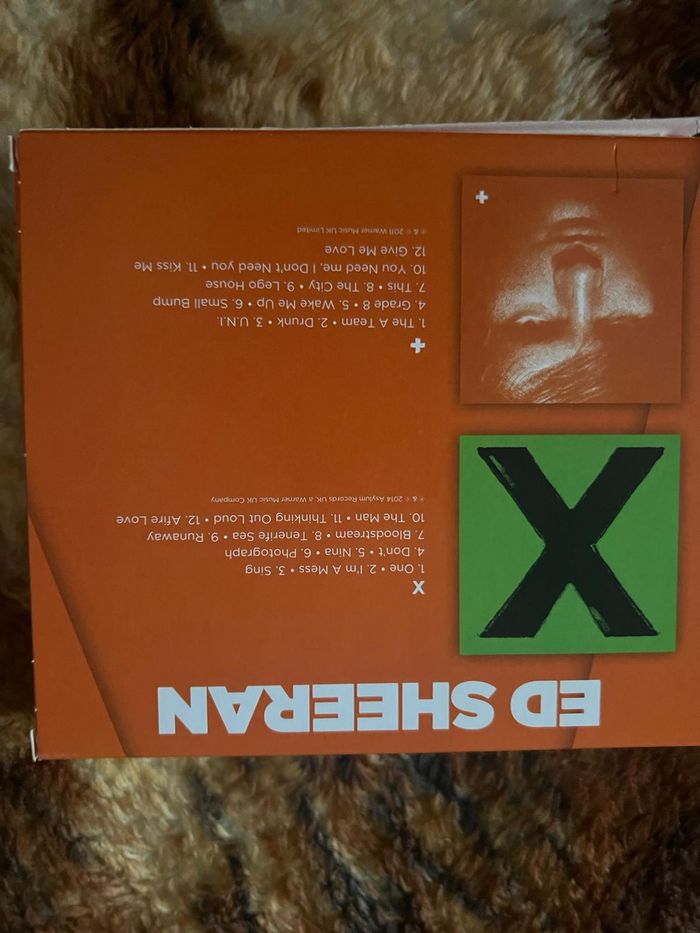 ED SHEERAN
X
1. One • 2. I'm A Mess • 3. Sing
4. Don't • 5. Nina • 6. Photograph
7. Bloodstream • 8. Tenerife Sea • 9. Runaway
10. The Man • 11. Thinking Out Loud • 12. Afire Love
℗ & © 2014 Asylum Records UK, a Warner Music UK Company
X
+
1. The A Team • 2. Drunk • 3. U.N.I.
4. Grade 8 • 5. Wake Me Up • 6. Small Bump
7. This • 8. The City • 9. Lego House
10. You Need me, I Don't Need you • 11. Kiss Me
12. Give Me Love
℗ & © 2011 Warner Music UK Limited
+